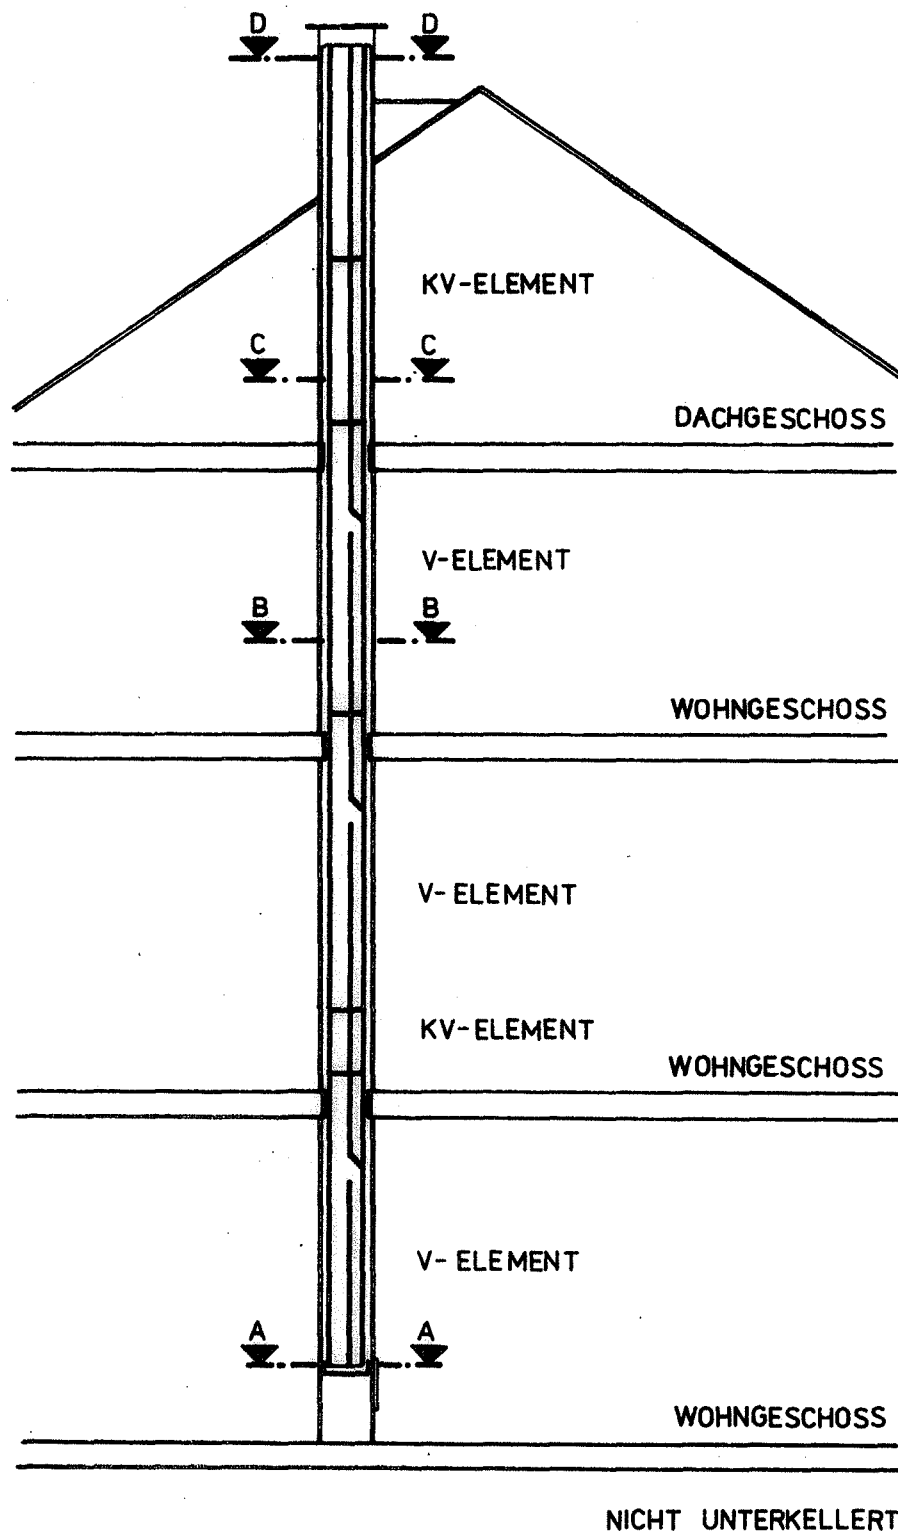 D D
KV-ELEMENT
C C
DACHGESCHOSS
V-ELEMENT
B B
WOHNGESCHOSS
V-ELEMENT
KV-ELEMENT
WOHNGESCHOSS
V-ELEMENT
A A
WOHNGESCHOSS
NICHT UNTERKELLERT